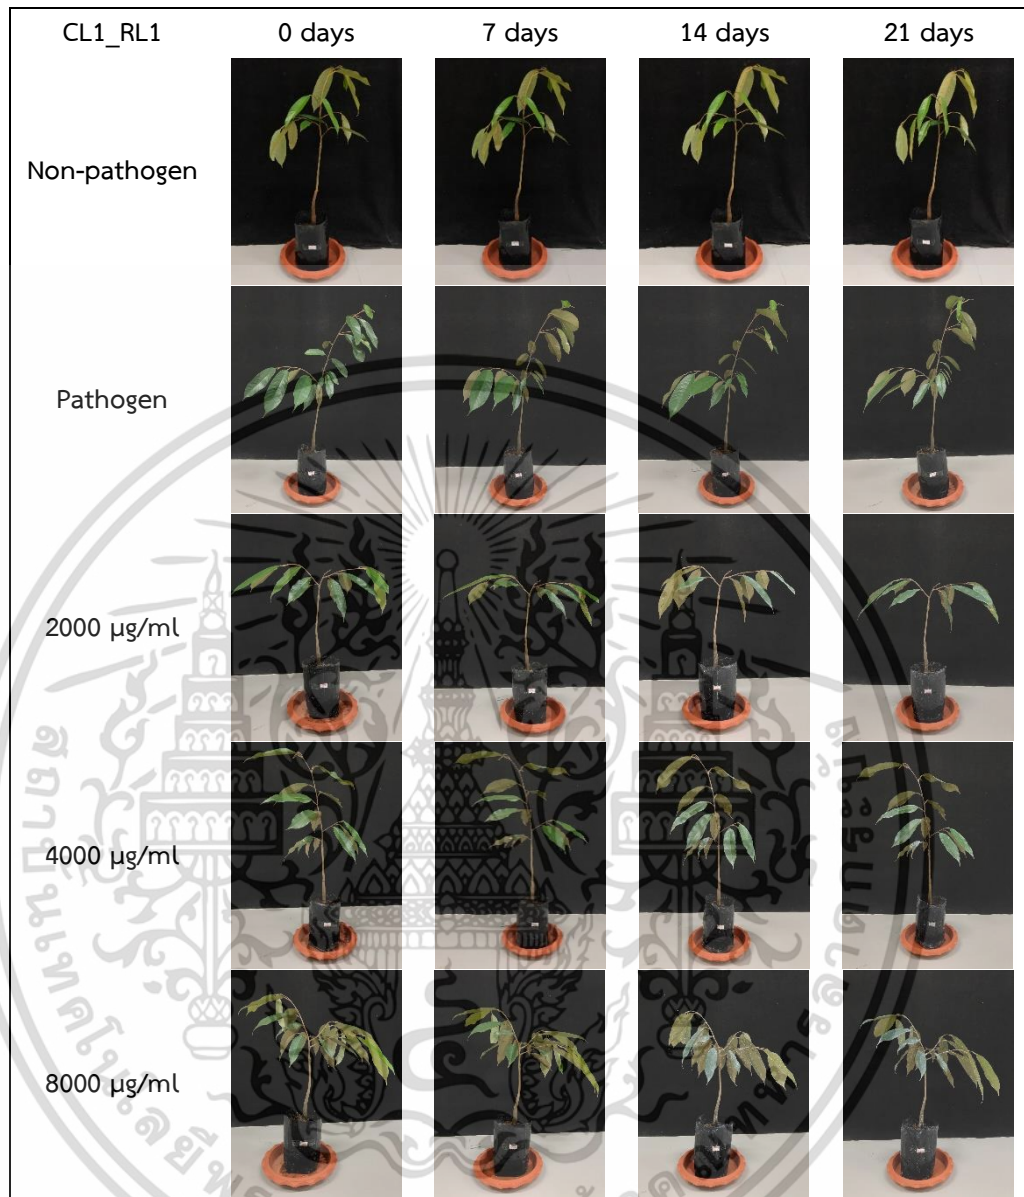 CL1_RL1 0 days 7 days 14 days 21 days
Non-pathogen
Pathogen
2000 µg/ml
4000 µg/ml
8000 µg/ml